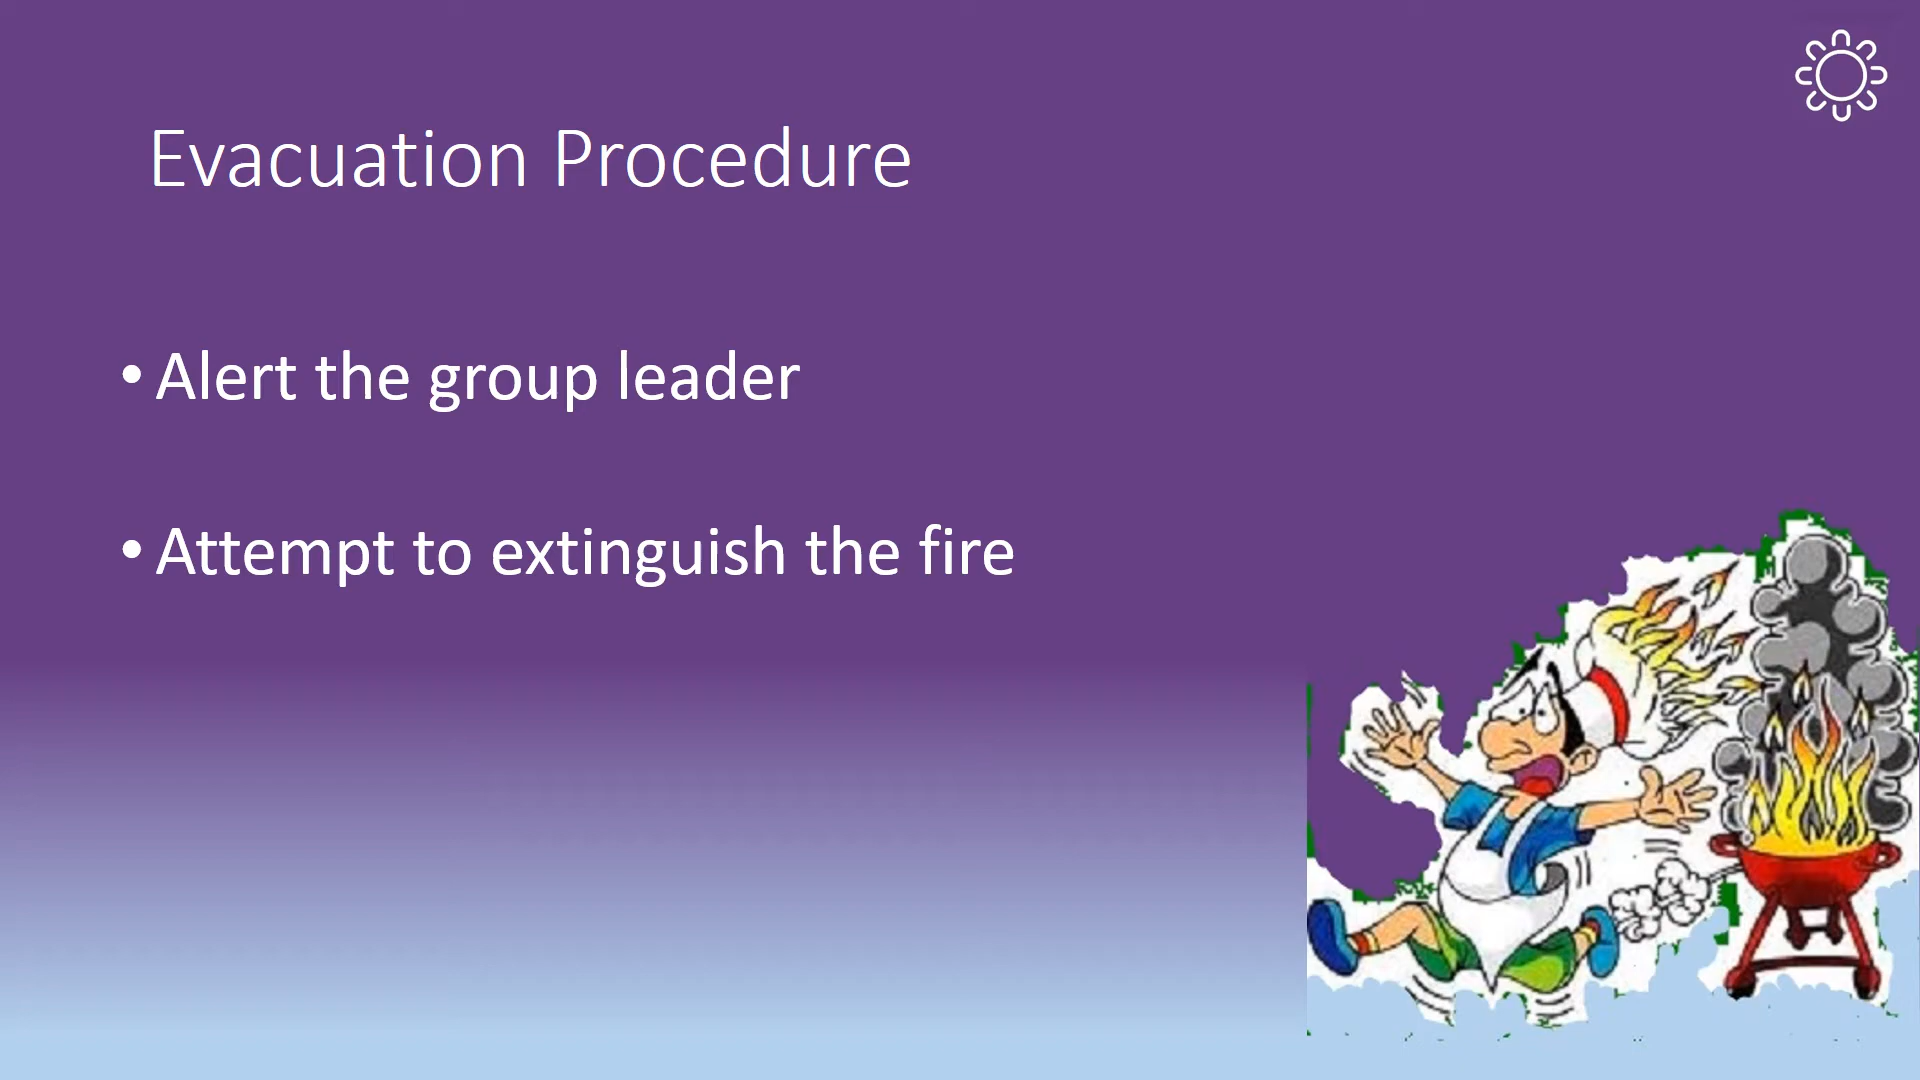 Evacuation Procedure
• Alert the group leader
• Attempt to extinguish the fire